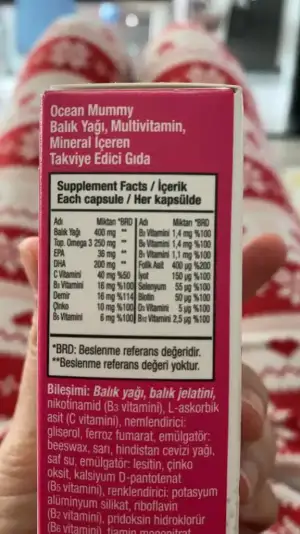 Ocean Mummy
Balık Yağı, Multivitamin,
Mineral İçeren
Takviye Edici Gıda
Supplement Facts / İçerik
Each capsule / Her kapsülde
Adı Miktarı *BRD Adı Miktarı *BRD
Balık Yağı 400 mg ** B₂ Vitamini 1,4 mg %100
Top. Omega 3 250 mg ** B₆ Vitamini 1,4 mg %100
EPA 36 mg ** B₁ Vitamini 1,1 mg %100
DHA 200 mg ** Folik Asit 400 µg %200
C Vitamini 40 mg %50 İyot 150 µg %100
B₃ Vitamini 16 mg %100 Selenyum 55 µg %100
Demir 16 mg %114 Biotin 50 µg %100
Çinko 10 mg %100 D₃ Vitamini 5 µg %100
B₅ Vitamini 6 mg %100 B₁₂ Vitamini 2,5 µg %100
*BRD: Beslenme referans değeridir.
**Beslenme referans değeri yoktur.
Bileşimi: Balık yağı, balık jelatini,
nikotinamid (B₃ vitamini), L-askorbik
asit (C vitamini), nemlendirici:
gliserol, ferroz fumarat, emülgatör:
beeswax, sarı, hindistan cevizi yağı,
saf su, emülgatör: lesitin, çinko
oksit, kalsiyum D-pantotenat
(B₅ vitamini), renklendirici: potasyum
alüminyum silikat, riboflavin
(B₂ vitamini), pridoksin hidroklorür
(B₆ vitamini), tiamin mononitrat